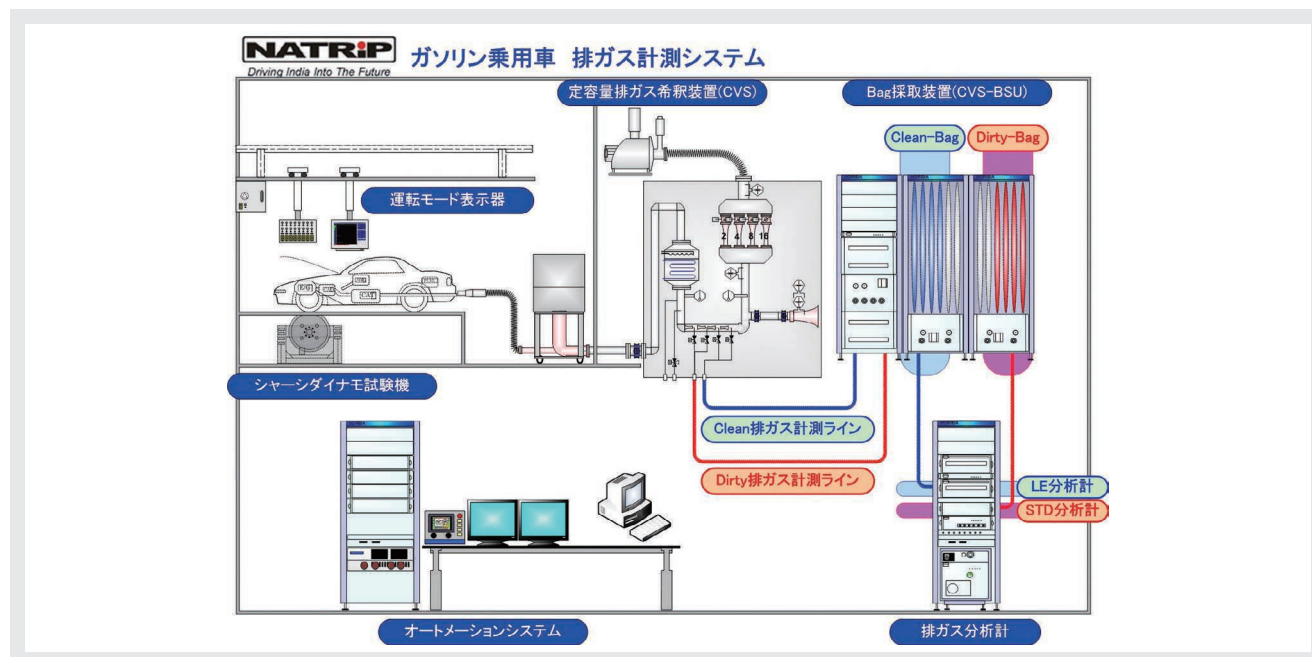 NATRiP
Driving India Into The Future
ガソリン乗用車 排ガス計測システム
定容量排ガス希釈装置(CVS)
Bag採取装置(CVS-BSU)
Clean-Bag
Dirty-Bag
運転モード表示器
2 4 8 16
CAT
シャーシダイナモ試験機
Clean排ガス計測ライン
Dirty排ガス計測ライン
LE分析計
STD分析計
オートメーションシステム
排ガス分析計